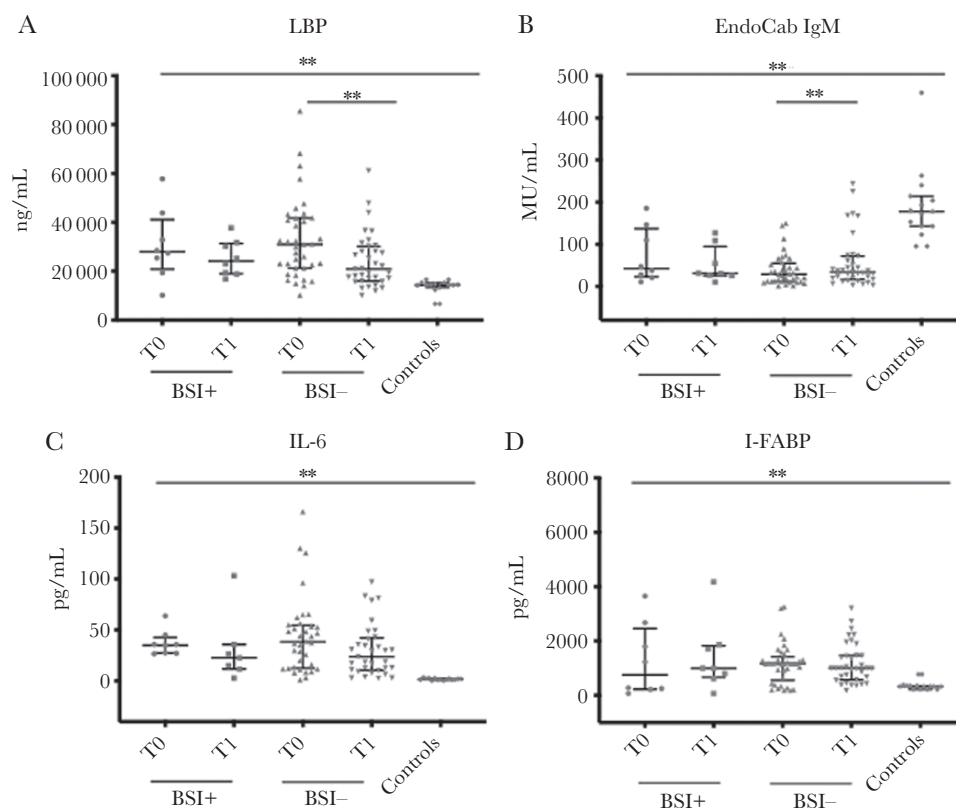 A
LBP
**
**
100 000
80 000
60 000
40 000
20 000
0
ng/mL
T0
T1
T0
T1
Controls
BSI+
BSI–
B
EndoCab IgM
**
**
500
400
300
200
100
0
MU/mL
T0
T1
T0
T1
Controls
BSI+
BSI–
C
IL-6
**
200
150
100
50
0
pg/mL
T0
T1
T0
T1
Controls
BSI+
BSI–
D
I-FABP
**
8000
6000
4000
2000
0
pg/mL
T0
T1
T0
T1
Controls
BSI+
BSI–